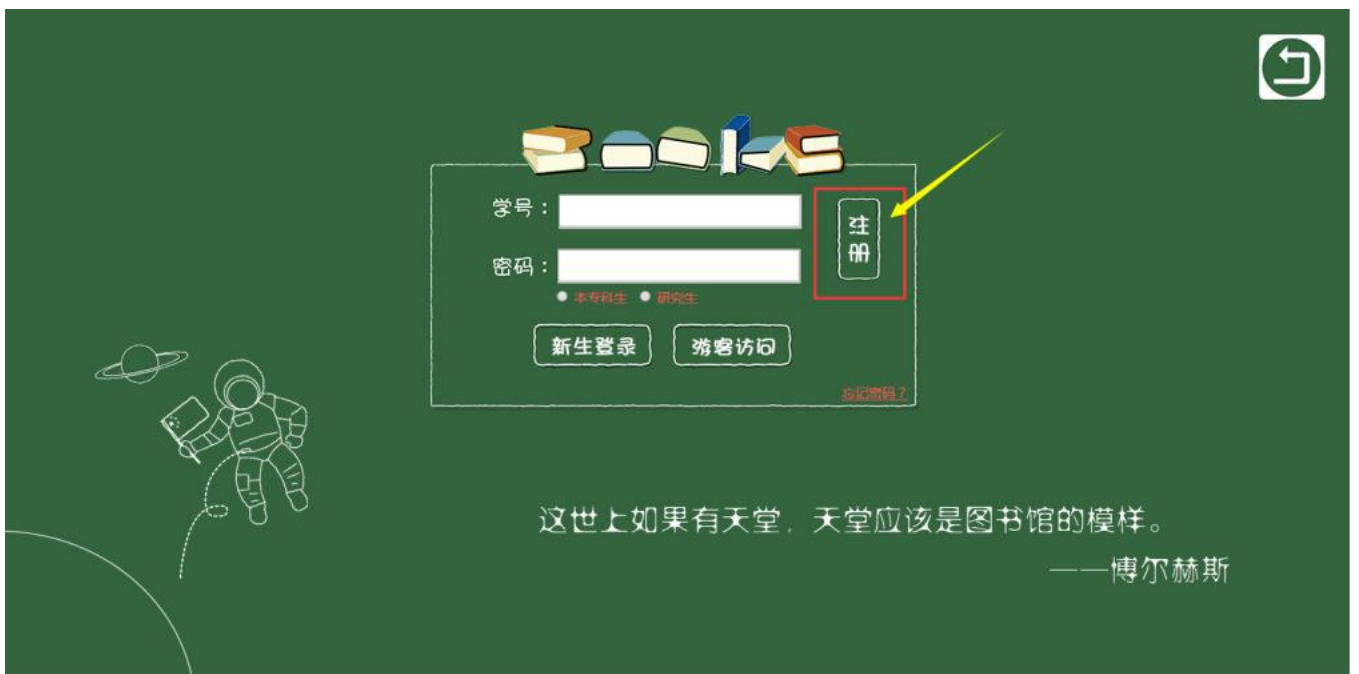 学号：
注册
密码：
本专科生 研究生
新生登录 游客访问
忘记密码？
这世上如果有天堂，天堂应该是图书馆的模样。
——博尔赫斯